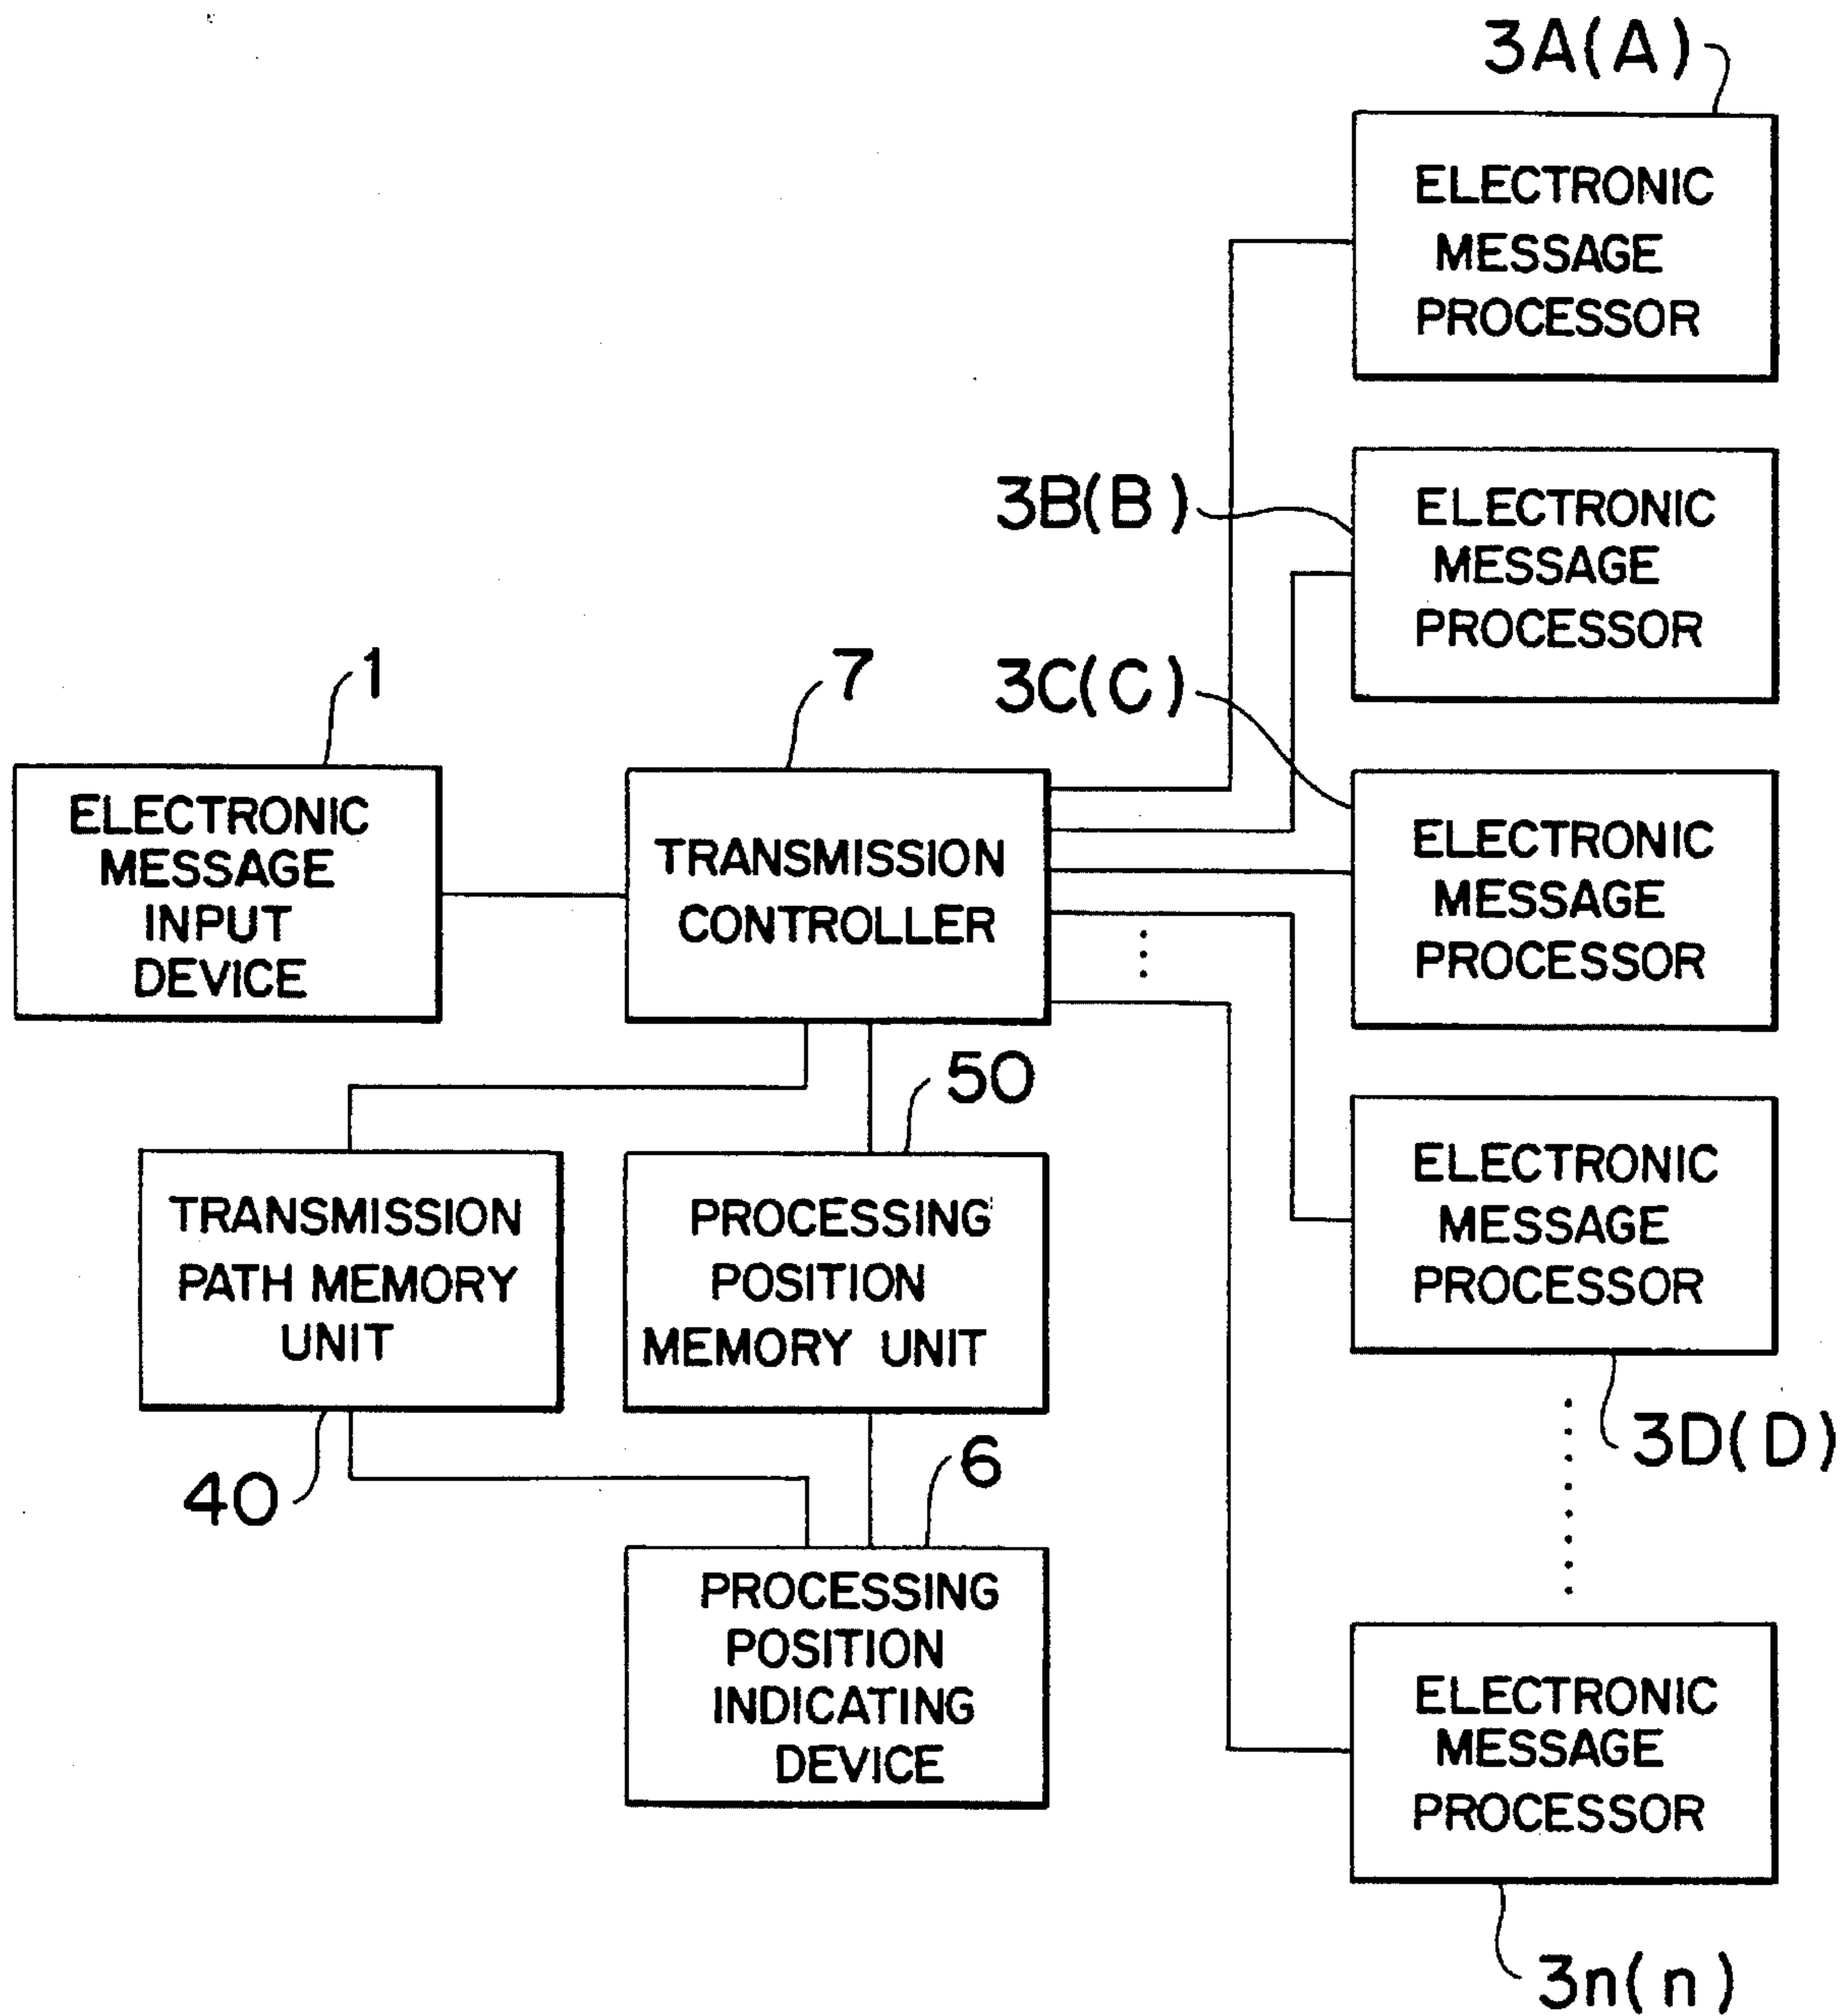 3A(A)
ELECTRONIC
MESSAGE
PROCESSOR
3B(B)
ELECTRONIC
MESSAGE
PROCESSOR
3C(C)
ELECTRONIC
MESSAGE
PROCESSOR
1
ELECTRONIC
MESSAGE
INPUT
DEVICE
7
TRANSMISSION
CONTROLLER
50
TRANSMISSION
PATH MEMORY
UNIT
40
PROCESSING
POSITION
MEMORY UNIT
6
PROCESSING
POSITION
INDICATING
DEVICE
ELECTRONIC
MESSAGE
PROCESSOR
3D(D)
ELECTRONIC
MESSAGE
PROCESSOR
3n(n)